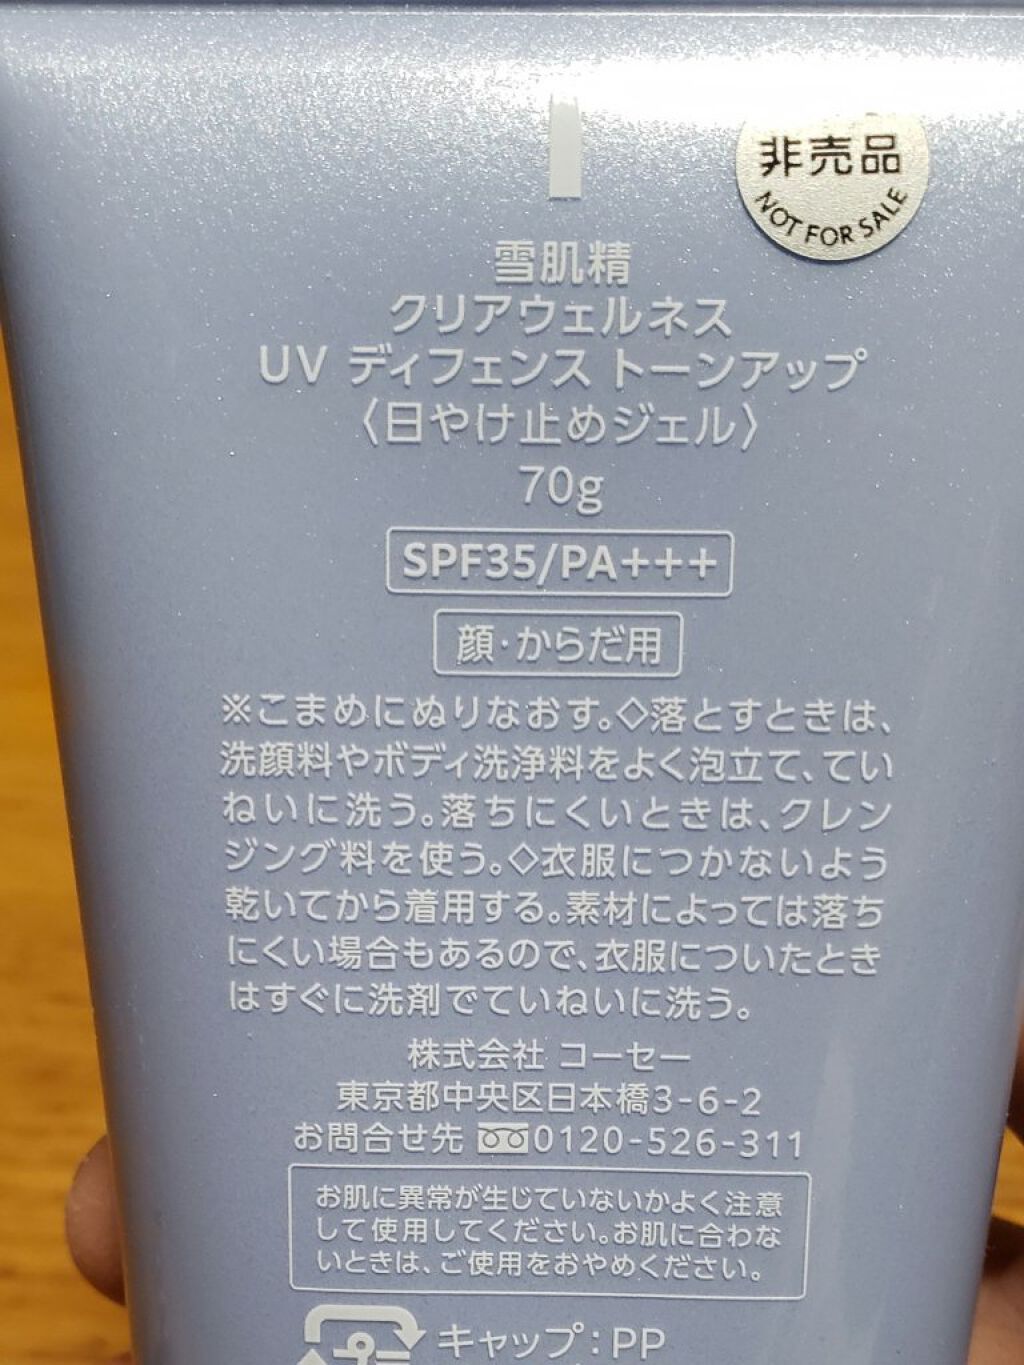 非売品
NOT FOR SALE
雪肌精
クリアウェルネス
UV ディフェンス トーンアップ
〈日やけ止めジェル〉
70g
SPF35/PA+++
顔・からだ用
※こまめにぬりなおす。◇落とすときは、
洗顔料やボディ洗浄料をよく泡立て、てい
ねいに洗う。落ちにくいときは、クレン
ジング料を使う。◇衣服につかないよう
乾いてから着用する。素材によっては落ち
にくい場合もあるので、衣服についたとき
はすぐに洗剤でていねいに洗う。
株式会社 コーセー
東京都中央区日本橋3-6-2
お問合せ先 0120-526-311
お肌に異常が生じていないかよく注意
して使用してください。お肌に合わな
いときは、ご使用をおやめください。
キャップ：PP